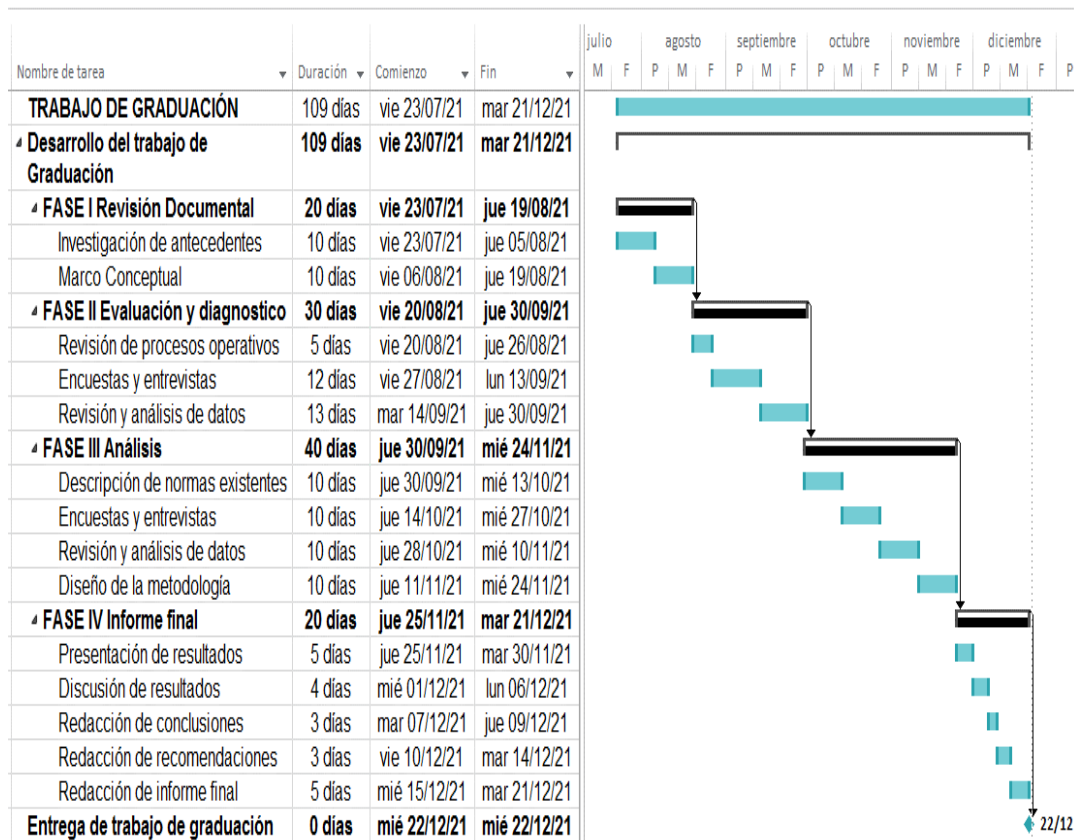 julio agosto septiembre octubre noviembre diciembre
Nombre de tarea Duración Comienzo Fin M F P M F P M F P M F P M F P M F P
TRABAJO DE GRADUACIÓN 109 días vie 23/07/21 mar 21/12/21
Desarrollo del trabajo de 109 días vie 23/07/21 mar 21/12/21
Graduación
FASE I Revisión Documental 20 días vie 23/07/21 jue 19/08/21
Investigación de antecedentes 10 días vie 23/07/21 jue 05/08/21
Marco Conceptual 10 días vie 06/08/21 jue 19/08/21
FASE II Evaluación y diagnostico 30 días vie 20/08/21 jue 30/09/21
Revisión de procesos operativos 5 días vie 20/08/21 jue 26/08/21
Encuestas y entrevistas 12 días vie 27/08/21 lun 13/09/21
Revisión y análisis de datos 13 días mar 14/09/21 jue 30/09/21
FASE III Análisis 40 días jue 30/09/21 mié 24/11/21
Descripción de normas existentes 10 días jue 30/09/21 mié 13/10/21
Encuestas y entrevistas 10 días jue 14/10/21 mié 27/10/21
Revisión y análisis de datos 10 días jue 28/10/21 mié 10/11/21
Diseño de la metodología 10 días jue 11/11/21 mié 24/11/21
FASE IV Informe final 20 días jue 25/11/21 mar 21/12/21
Presentación de resultados 5 días jue 25/11/21 mar 30/11/21
Discusión de resultados 4 días mié 01/12/21 lun 06/12/21
Redacción de conclusiones 3 días mar 07/12/21 jue 09/12/21
Redacción de recomendaciones 3 días vie 10/12/21 mar 14/12/21
Redacción de informe final 5 días mié 15/12/21 mar 21/12/21
Entrega de trabajo de graduación 0 días mié 22/12/21 mié 22/12/21 22/12